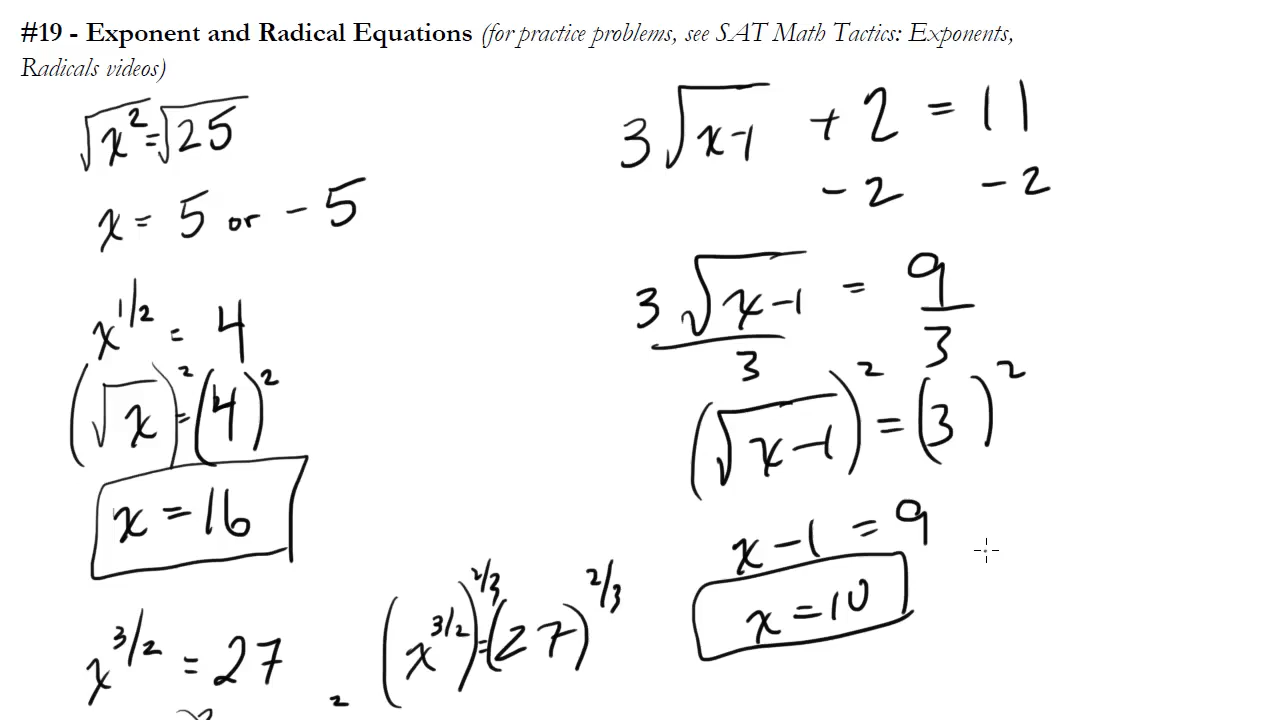 #19 - Exponent and Radical Equations (for practice problems, see SAT Math Tactics: Exponents,
Radicals videos)
√x² = √25
x = 5 or -5
x^1/2 = 4
(√x)² = (4)²
x = 16
x^3/2 = 27
2
(x^3/2)^2/3 = (27)^2/3
3√x-1 + 2 = 11
-2 -2
3√x-1 = 9
3 3
(√x-1)² = (3)²
x-1 = 9
x = 10